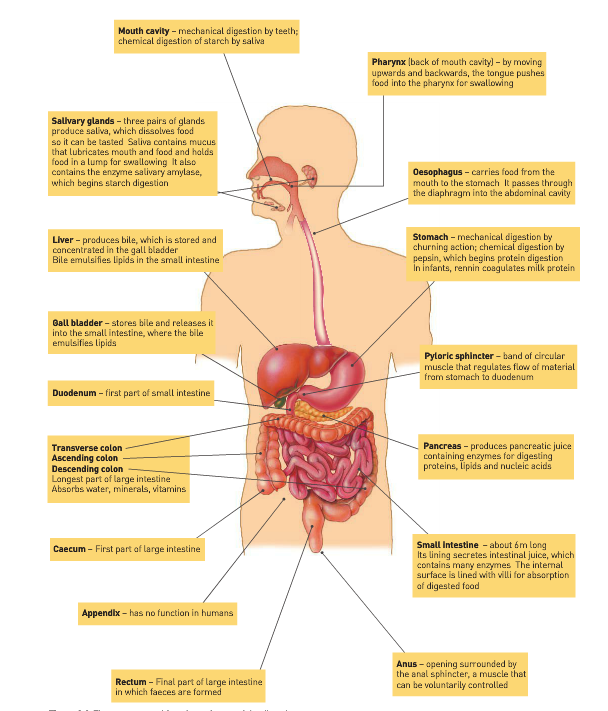 Mouth cavity – mechanical digestion by teeth;
chemical digestion of starch by saliva
Pharynx (back of mouth cavity) – by moving
upwards and backwards, the tongue pushes
food into the pharynx for swallowing
Salivary glands – three pairs of glands
produce saliva, which dissolves food
so it can be tasted Saliva contains mucus
that lubricates mouth and food and holds
food in a lump for swallowing It also
contains the enzyme salivary amylase,
which begins starch digestion
Oesophagus – carries food from the
mouth to the stomach It passes through
the diaphragm into the abdominal cavity
Liver – produces bile, which is stored and
concentrated in the gall bladder
Bile emulsifies lipids in the small intestine
Stomach – mechanical digestion by
churning action; chemical digestion by
pepsin, which begins protein digestion
In infants, rennin coagulates milk protein
Gall bladder – stores bile and releases it
into the small intestine, where the bile
emulsifies lipids
Pyloric sphincter – band of circular
muscle that regulates flow of material
from stomach to duodenum
Duodenum – first part of small intestine
Transverse colon
Ascending colon
Descending colon
Longest part of large intestine
Absorbs water, minerals, vitamins
Pancreas – produces pancreatic juice
containing enzymes for digesting
proteins, lipids and nucleic acids
Caecum – First part of large intestine
Small intestine – about 6m long
Its lining secretes intestinal juice, which
contains many enzymes The internal
surface is lined with villi for absorption
of digested food
Appendix – has no function in humans
Rectum – Final part of large intestine
in which faeces are formed
Anus – opening surrounded by
the anal sphincter, a muscle that
can be voluntarily controlled